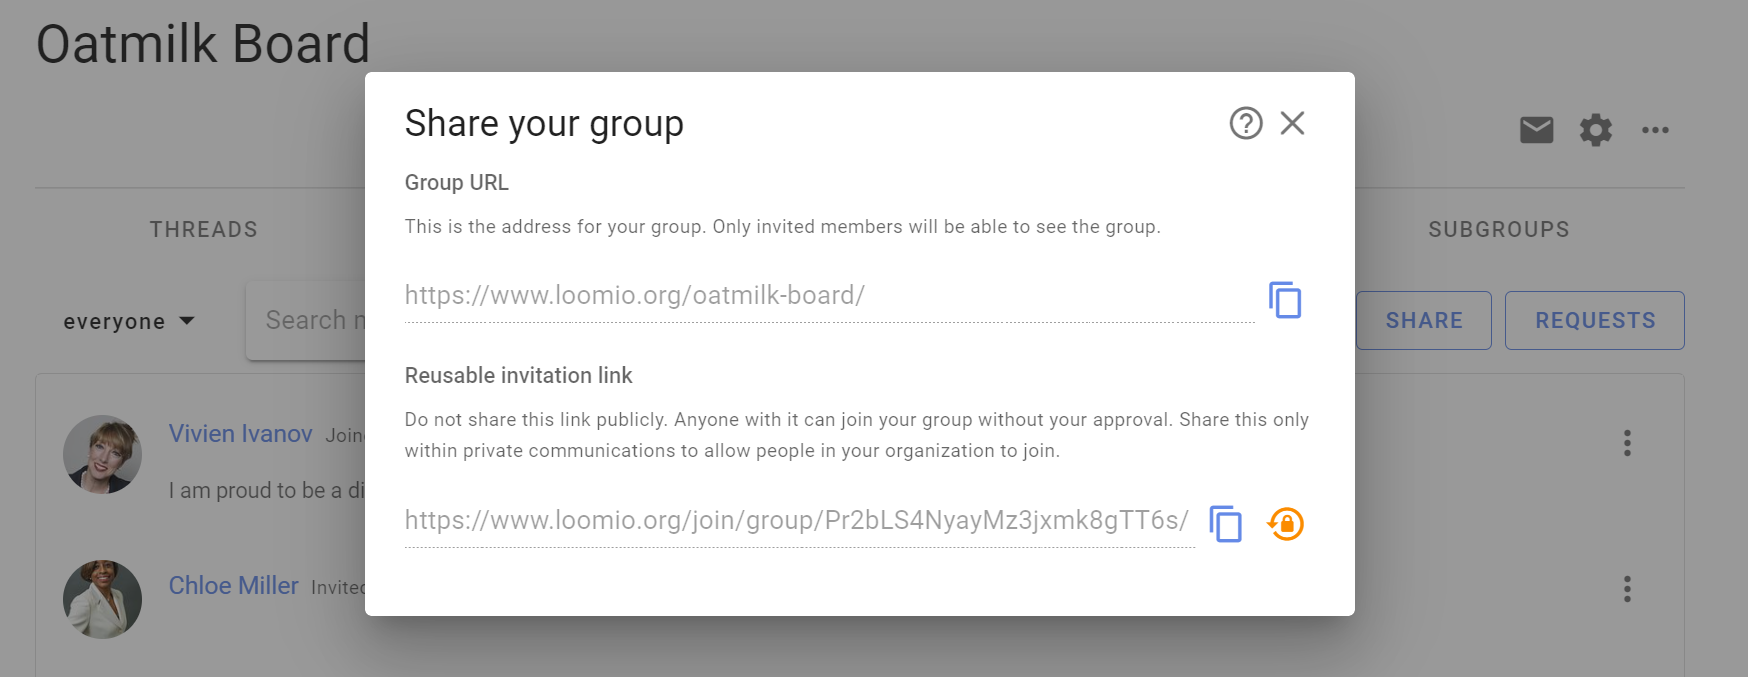 Oatmilk Board
Share your group
Group URL
This is the address for your group. Only invited members will be able to see the group.
https://www.loomio.org/oatmilk-board/
Reusable invitation link
Do not share this link publicly. Anyone with it can join your group without your approval. Share this only
within private communications to allow people in your organization to join.
https://www.loomio.org/join/group/Pr2bLS4NyayMz3jxmk8gTT6s/
THREADS
SUBGROUPS
everyone
Search
SHARE
REQUESTS
Vivien Ivanov
I am proud to be a
Chloe Miller